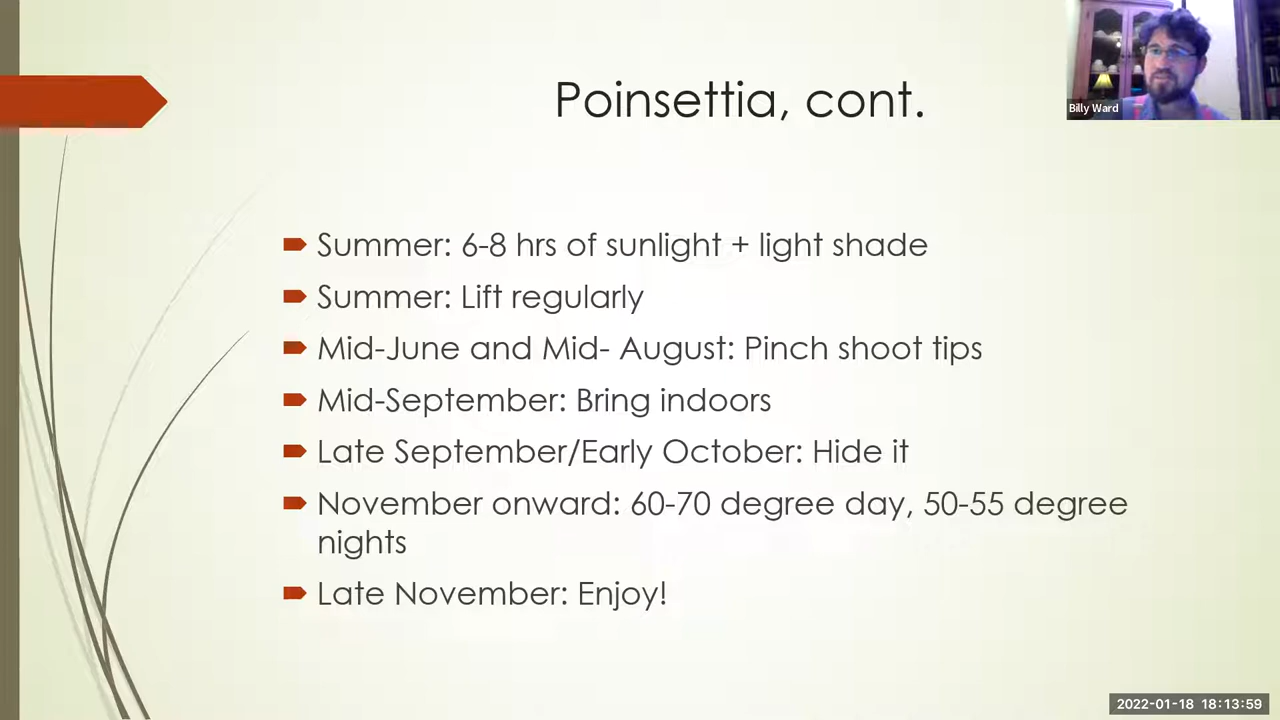 Poinsettia, cont.
Billy Ward
Summer: 6-8 hrs of sunlight + light shade
Summer: Lift regularly
Mid-June and Mid- August: Pinch shoot tips
Mid-September: Bring indoors
Late September/Early October: Hide it
November onward: 60-70 degree day, 50-55 degree
nights
Late November: Enjoy!
2022-01-18 18:13:59